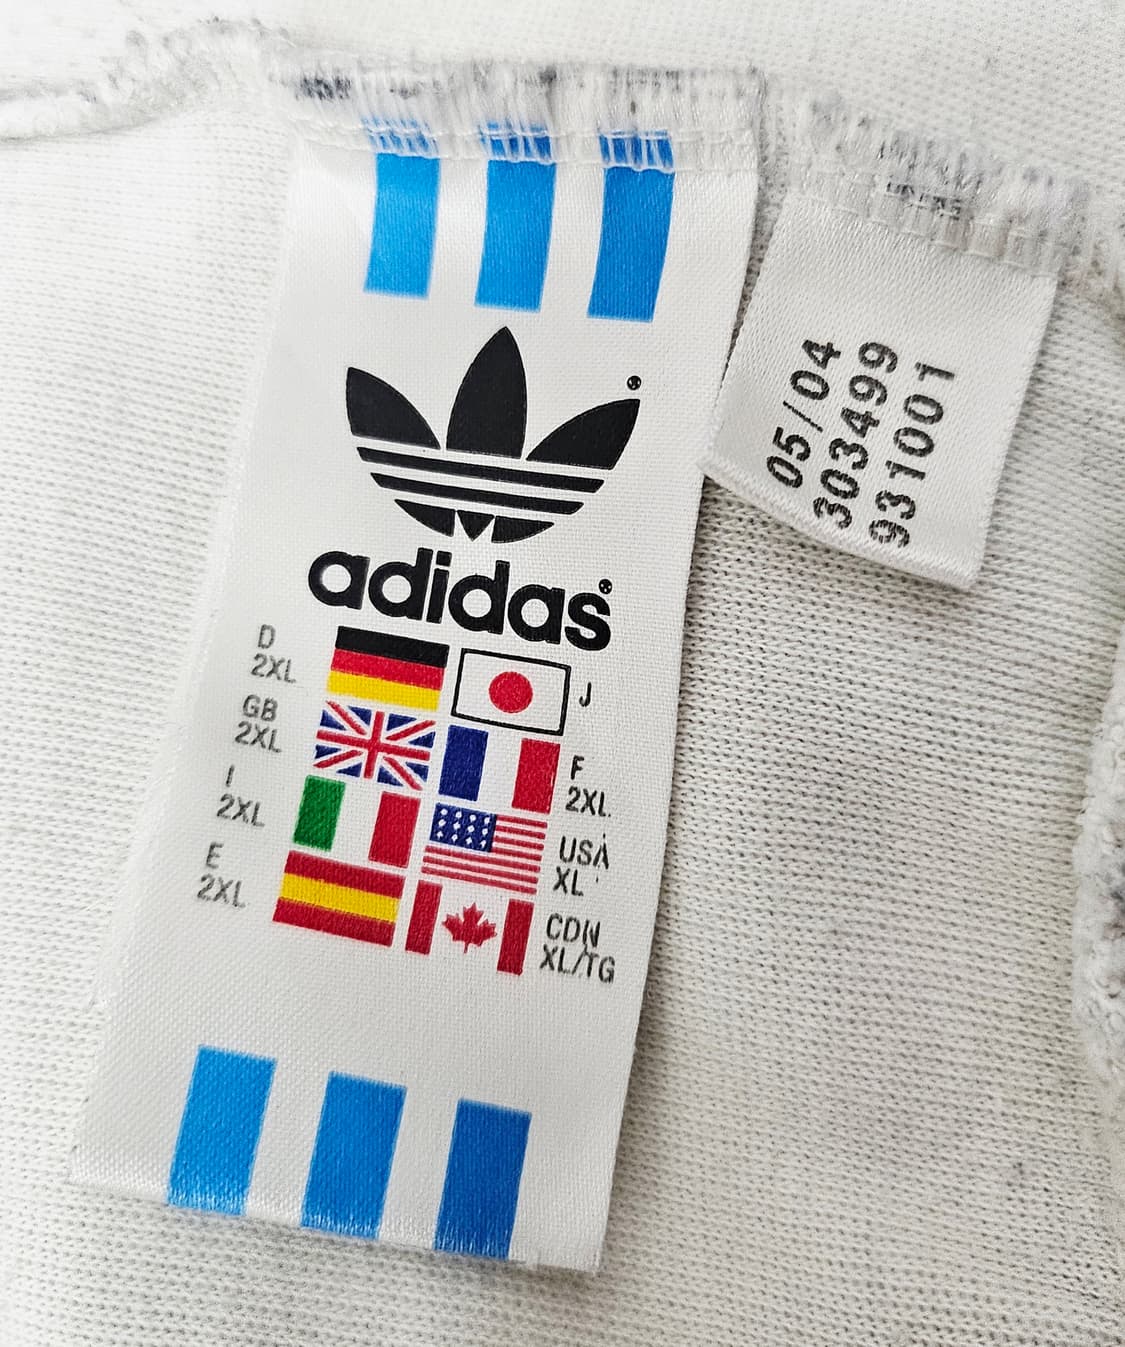 adidas
D
2XL
J
GB
2XL
F
2XL
I
2XL
USA
XL
E
2XL
CDN
XL/TG
05/04
303499
931001